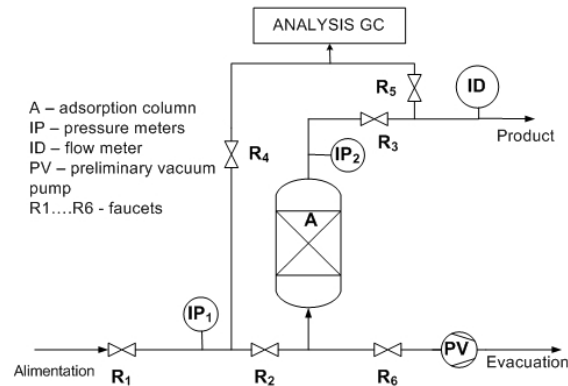 ANALYSIS GC
R5
ID
A – adsorption column
IP – pressure meters
ID – flow meter
PV – preliminary vacuum
pump
R1....R6 - faucets
Product
R3
R4
IP2
A
IP1
PV
Alimentation
R1
R2
R6
Evacuation